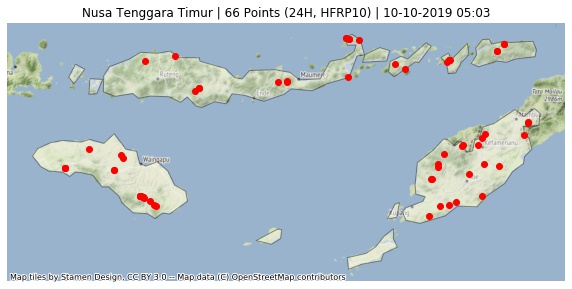 Nusa Tenggara Timur | 66 Points (24H, HFRP10) | 10-10-2019 05:03
Maumere
Ruteng
Ende
Waingapu
Kefamenanu
Kupang
Map tiles by Stamen Design, CC BY 3.0 -- Map data (C) OpenStreetMap contributors